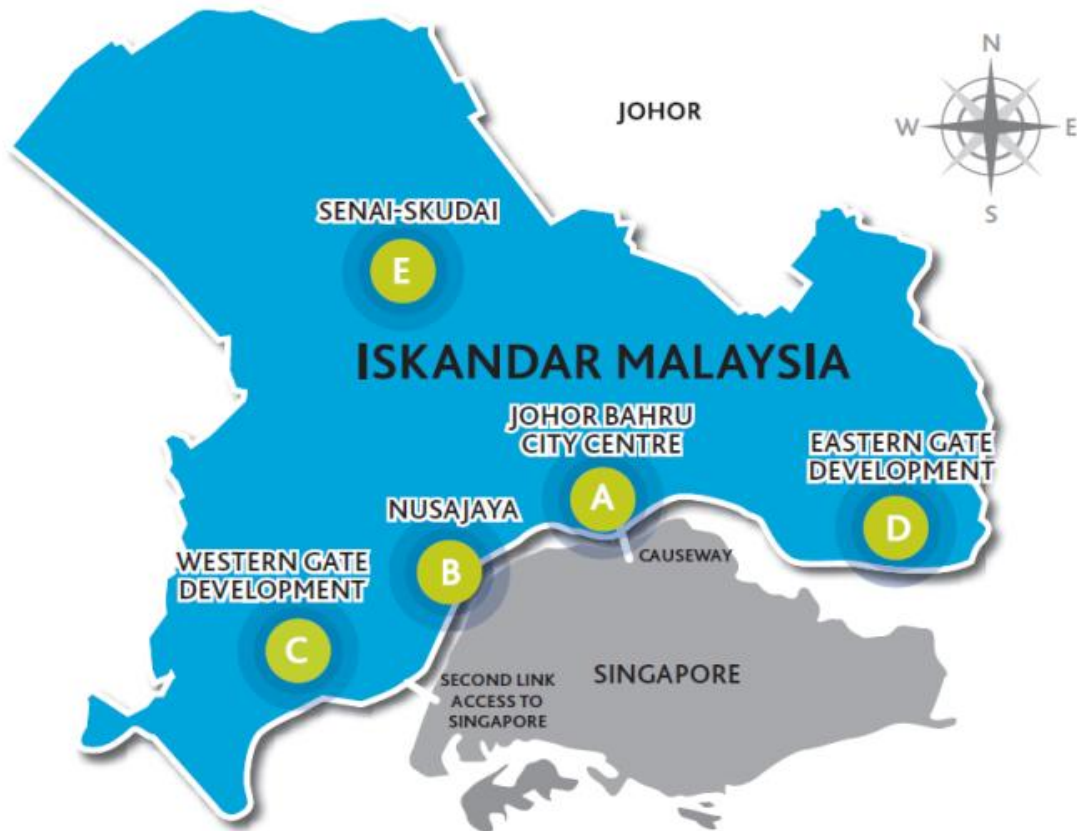 N
JOHOR
W
E
S
SENAI-SKUDAI
E
ISKANDAR MALAYSIA
JOHOR BAHRU
CITY CENTRE
A
EASTERN GATE
DEVELOPMENT
D
NUSAJAYA
B
CAUSEWAY
WESTERN GATE
DEVELOPMENT
C
SINGAPORE
SECOND LINK
ACCESS TO
SINGAPORE